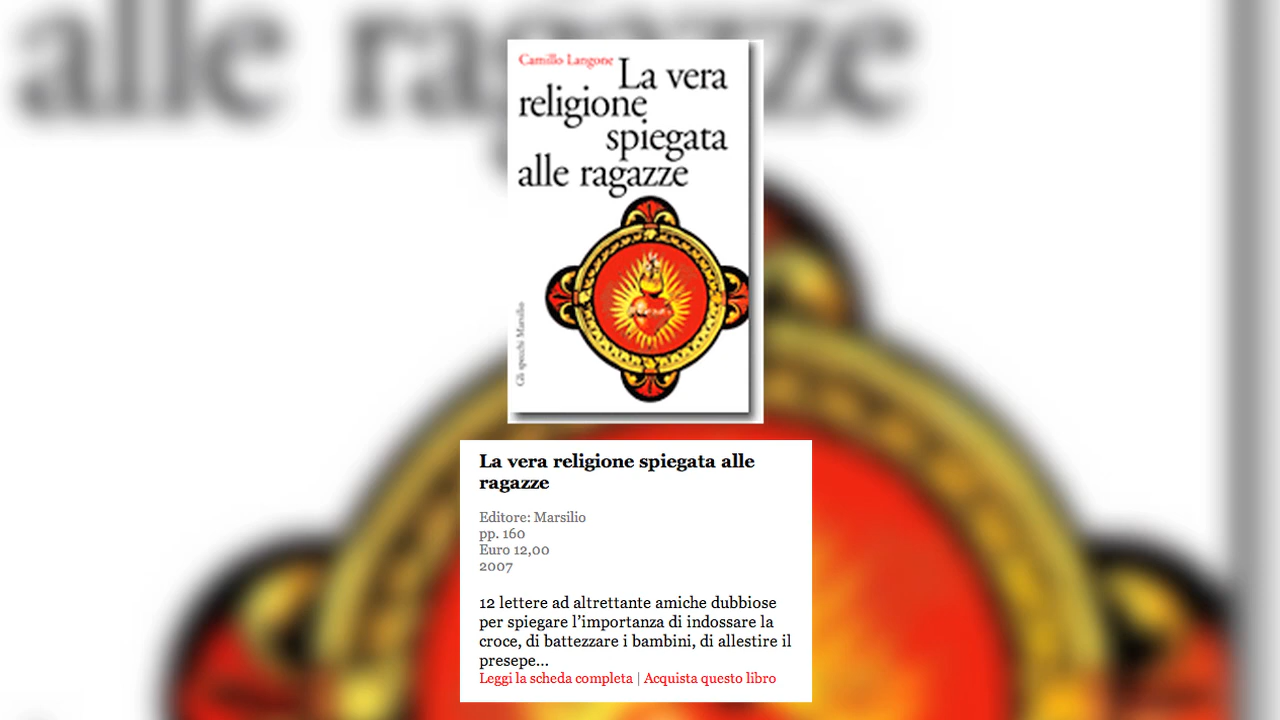 alle ragazze
Camillo Langone
La vera
religione
spiegata
alle ragazze
Gli specchi Marsilio
La vera religione spiegata alle
ragazze
Editore: Marsilio
pp. 160
Euro 12,00
2007
12 lettere ad altrettante amiche dubbiose
per spiegare l’importanza di indossare la
croce, di battezzare i bambini, di allestire il
presepe...
Leggi la scheda completa | Acquista questo libro